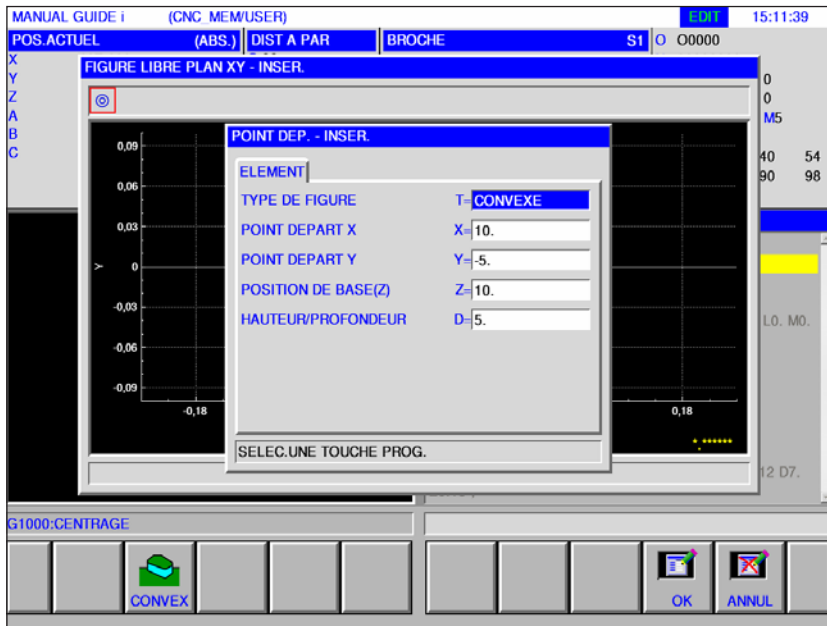 MANUAL GUIDE i (CNC_MEM/USER) EDIT 15:11:39
POS.ACTUEL (ABS.) DIST A PAR BROCHE S1 O O0000
X
Y
Z
A
B
C
0
0
M5
40 54
90 98
FIGURE LIBRE PLAN XY - INSER.
0,09
0,06
0,03
0
-0,03
-0,06
-0,09
Y
-0,18
0,18
*.******
POINT DEP. - INSER.
ELEMENT
TYPE DE FIGURE T= CONVEXE
POINT DEPART X X= 10.
POINT DEPART Y Y= -5.
POSITION DE BASE(Z) Z= 10.
HAUTEUR/PROFONDEUR D= 5.
SELEC.UNE TOUCHE PROG.
L0. M0.
12 D7.
G1000:CENTRAGE
CONVEX OK ANNUL